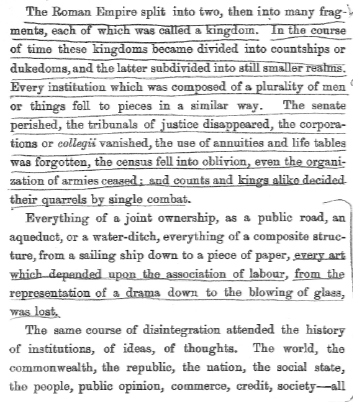 The Roman Empire split into two, then into many frag-
ments, each of which was called a kingdom. In the course
of time these kingdoms became divided into countships or
dukedoms, and the latter subdivided into still smaller realms.
Every institution which was composed of a plurality of men
or things fell to pieces in a similar way. The senate
perished, the tribunals of justice disappeared, the corpora-
tions or collegii vanished, the use of annuities and life tables
was forgotten, the census fell into oblivion, even the organi-
sation of armies ceased; and counts and kings alike decided
their quarrels by single combat.
Everything of a joint ownership, as a public road, an
aqueduct, or a water-ditch, everything of a composite struc-
ture, from a sailing ship down to a piece of paper, every art
which depended upon the association of labour, from the
representation of a drama down to the blowing of glass,
was lost.
The same course of disintegration attended the history
of institutions, of ideas, of thoughts. The world, the
commonwealth, the republic, the nation, the social state,
the people, public opinion, commerce, credit, society—all